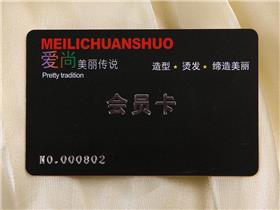 MEILICHUANSHUO
爱尚美丽传说
Pretty tradition
造型★烫发★缔造美丽
会员卡
NO.000802